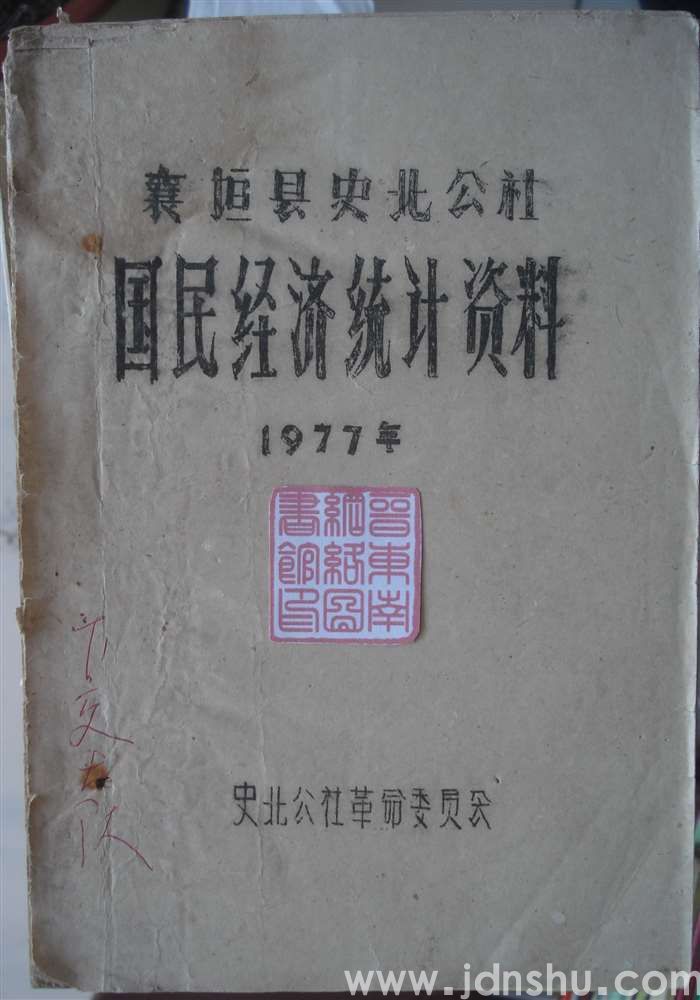 襄垣县史北公社
国民经济统计资料
1977年
晋東南
網絡圖
書館印
史北公社革命委员会
www.jdnshu.com